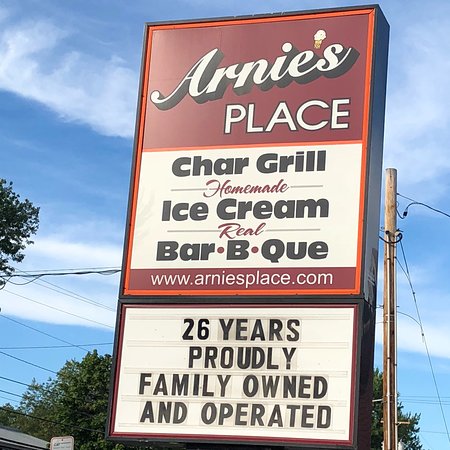 Arnie's
PLACE
Char Grill
Homemade
Ice Cream
Real
Bar•B•Que
www.arniesplace.com
26 YEARS
PROUDLY
FAMILY OWNED
AND OPERATED